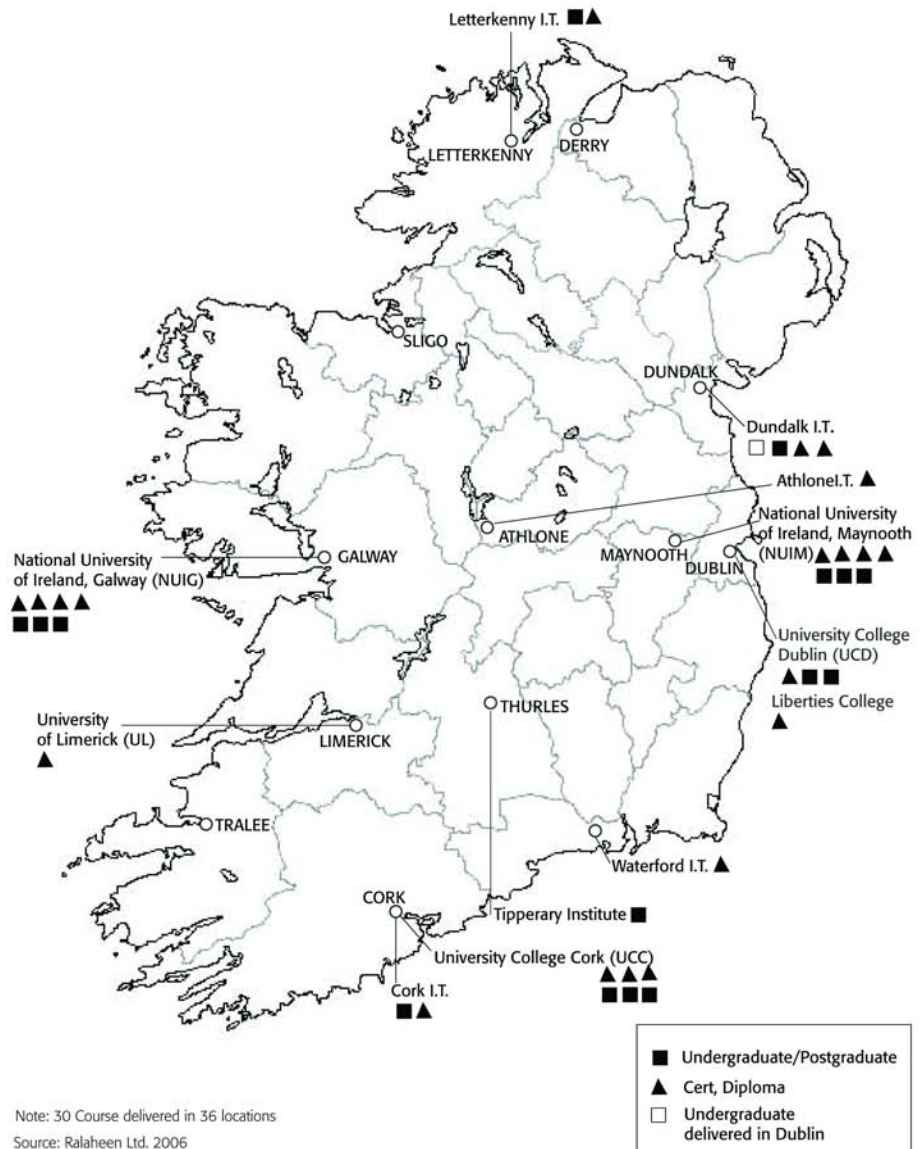 Letterkenny I.T.
LETTERKENNY
DERRY
SLIGO
DUNDALK
Dundalk I.T.
AthloneI.T.
ATHLONE
National University
of Ireland, Maynooth
(NUIM)
MAYNOOTH
DUBLIN
National University
of Ireland, Galway (NUIG)
GALWAY
University College
Dublin (UCD)
Liberties College
THURLES
University
of Limerick (UL)
LIMERICK
TRALEE
Waterford I.T.
CORK
Tipperary Institute
University College Cork (UCC)
Cork I.T.
Undergraduate/Postgraduate
Cert, Diploma
Undergraduate
delivered in Dublin
Note: 30 Course delivered in 36 locations
Source: Ralaheen Ltd. 2006